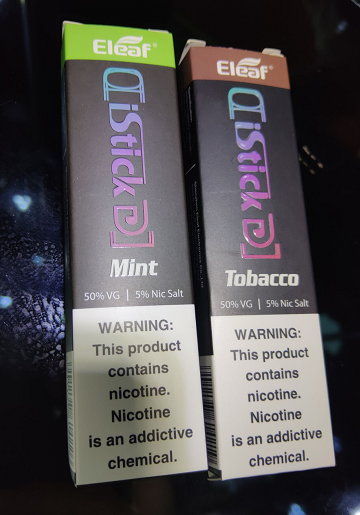 Eleaf®
iStick D
Mint
50% VG | 5% Nic Salt
WARNING:
This product
contains
nicotine.
Nicotine
is an addictive
chemical.
Eleaf®
iStick D
Tobacco
50% VG | 5% Nic Salt
WARNING:
This product
contains
nicotine.
Nicotine
is an addictive
chemical.